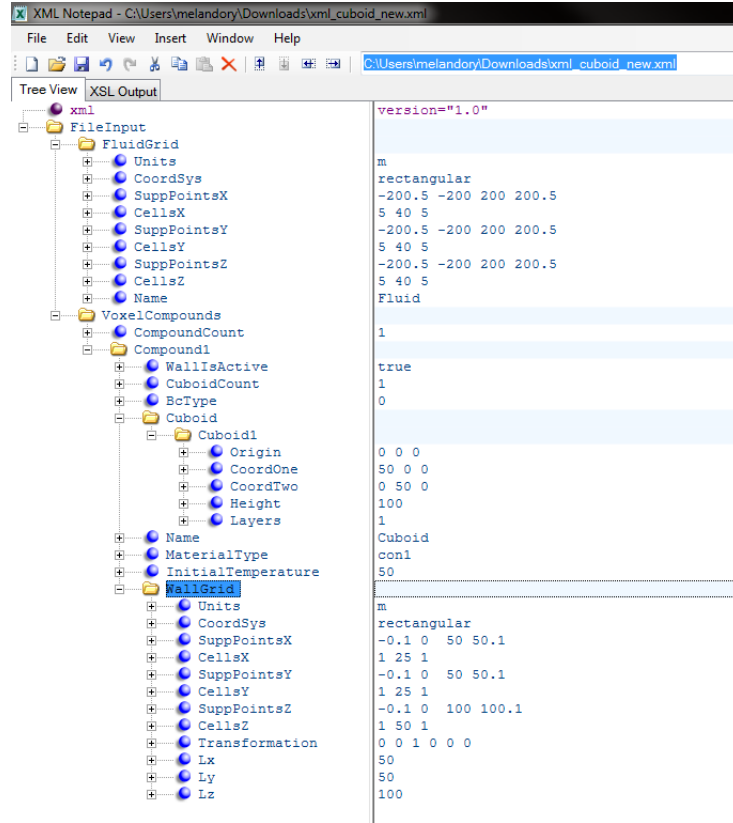 XML Notepad - C:\Users\melandory\Downloads\xml_cuboid_new.xml
File Edit View Insert Window Help
C:\Users\melandory\Downloads\xml_cuboid_new.xml
Tree View XSL Output
xml version="1.0"
FileInput
FluidGrid
Units m
CoordSys rectangular
SuppPointsX -200.5 -200 200 200.5
CellsX 5 40 5
SuppPointsY -200.5 -200 200 200.5
CellsY 5 40 5
SuppPointsZ -200.5 -200 200 200.5
CellsZ 5 40 5
Name Fluid
VoxelCompounds
CompoundCount 1
Compound1
WallIsActive true
CuboidCount 1
BcType 0
Cuboid
Cuboid1
Origin 0 0 0
CoordOne 50 0 0
CoordTwo 0 50 0
Height 100
Layers 1
Name Cuboid
MaterialType con1
InitialTemperature 50
WallGrid
Units m
CoordSys rectangular
SuppPointsX -0.1 0 50 50.1
CellsX 1 25 1
SuppPointsY -0.1 0 50 50.1
CellsY 1 25 1
SuppPointsZ -0.1 0 100 100.1
CellsZ 1 50 1
Transformation 0 0 1 0 0 0
Lx 50
Ly 50
Lz 100